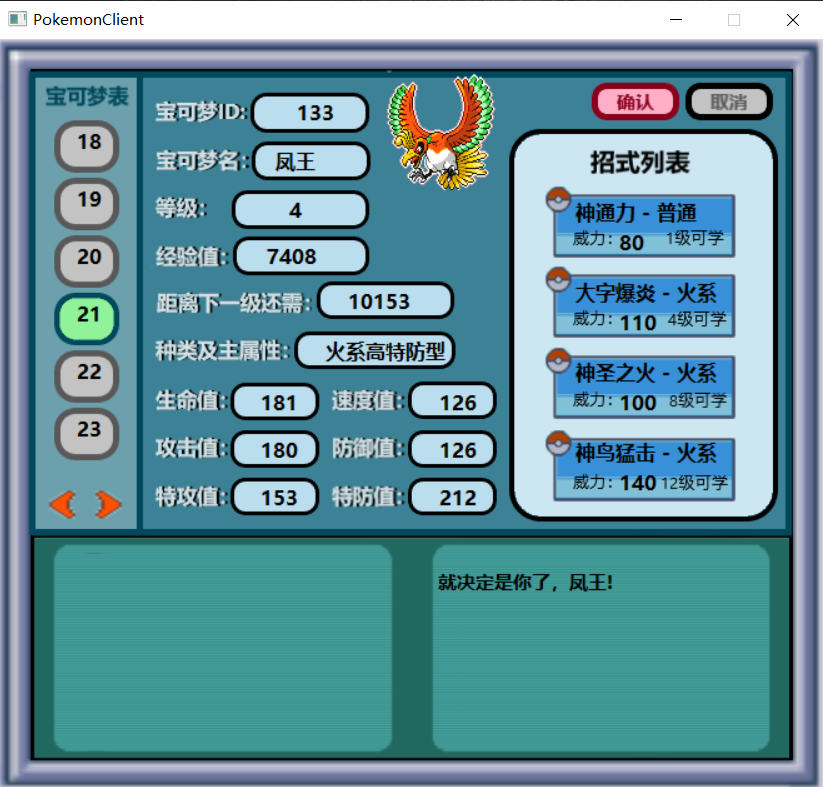 PokemonClient
宝可梦表
18
19
20
21
22
23
宝可梦ID: 133
宝可梦名: 凤王
等级: 4
经验值: 7408
距离下一级还需: 10153
种类及主属性: 火系高特防型
生命值: 181 速度值: 126
攻击值: 180 防御值: 126
特攻值: 153 特防值: 212
确认 取消
招式列表
神通力 - 普通
威力: 80 1级可学
大字爆炎 - 火系
威力: 110 4级可学
神圣之火 - 火系
威力: 100 8级可学
神鸟猛击 - 火系
威力: 140 12级可学
就决定是你了，凤王!